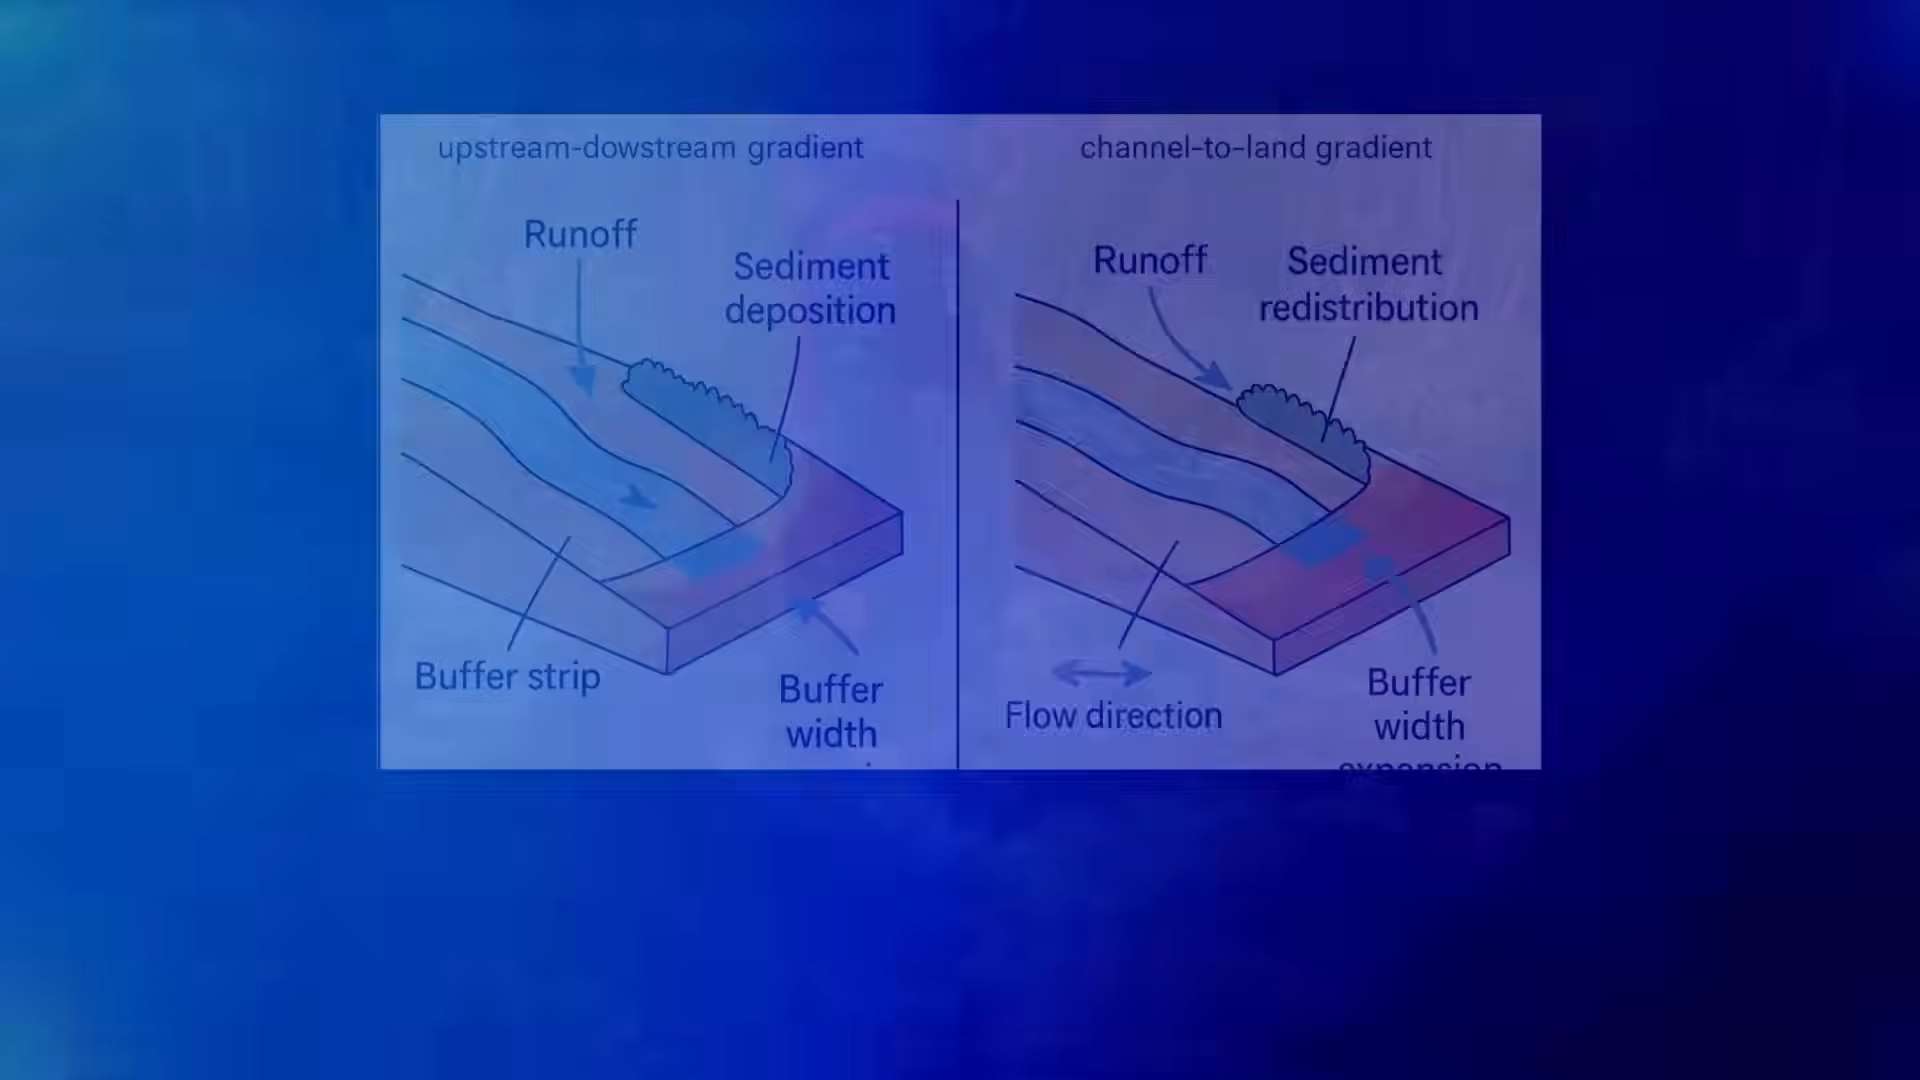 upstream-dowstream gradient
Runoff
Sediment
deposition
Buffer strip
Buffer
width
channel-to-land gradient
Runoff
Sediment
redistribution
Flow direction
Buffer
width
expension